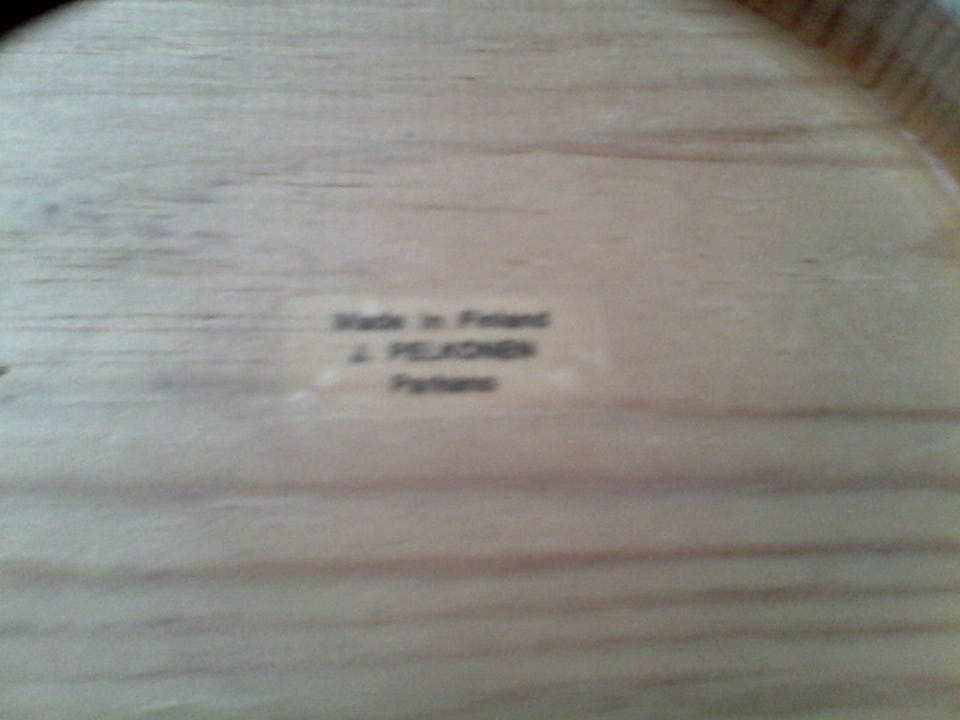 Made in Finland
J. PELKONEN
Parkano